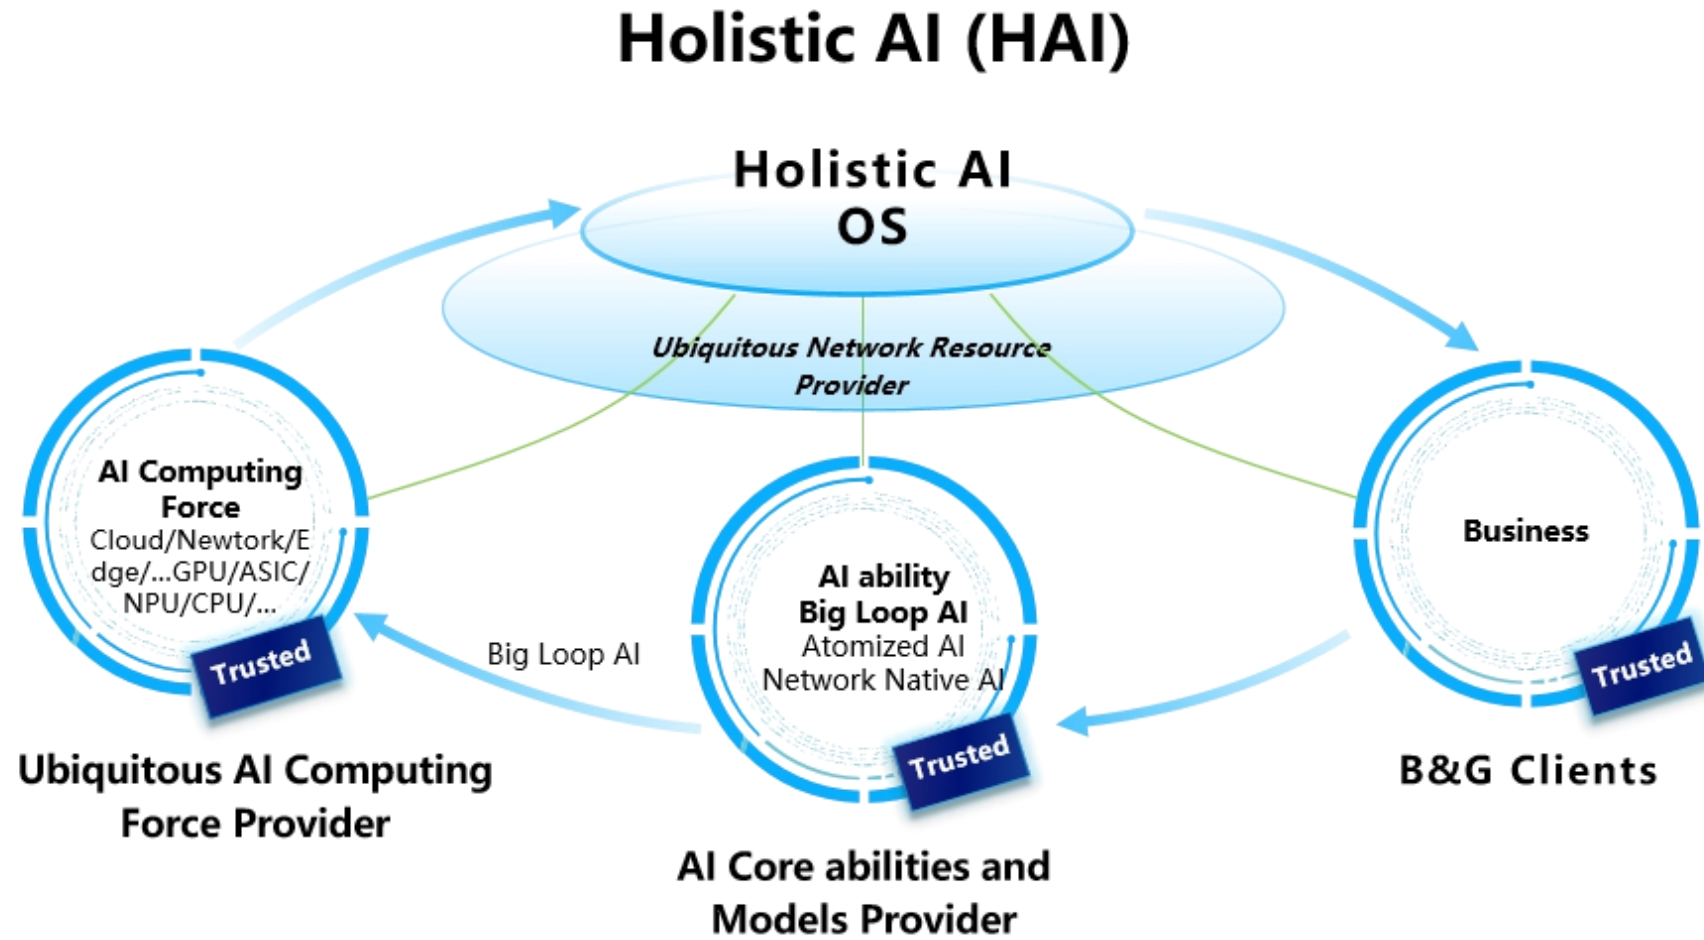 Holistic AI (HAI)
Holistic AI
OS
Ubiquitous Network Resource
Provider
AI Computing
Force
Cloud/Newtork/E
dge/...GPU/ASIC/
NPU/CPU/...
Trusted
Ubiquitous AI Computing
Force Provider
Big Loop AI
AI ability
Big Loop AI
Atomized AI
Network Native AI
Trusted
AI Core abilities and
Models Provider
Business
Trusted
B&G Clients